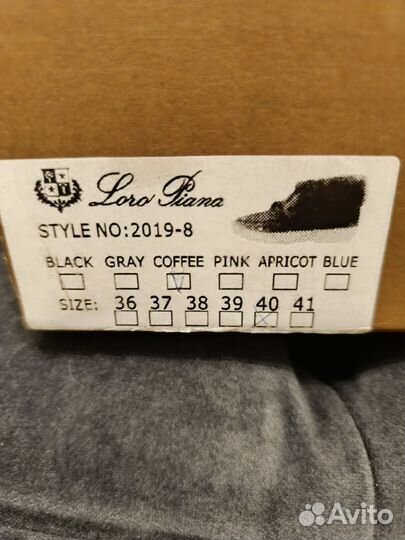 Loro Piana
STYLE NO:2019-8
BLACK GRAY COFFEE PINK APRICOT BLUE
SIZE: 36 37 38 39 40 41
Avito